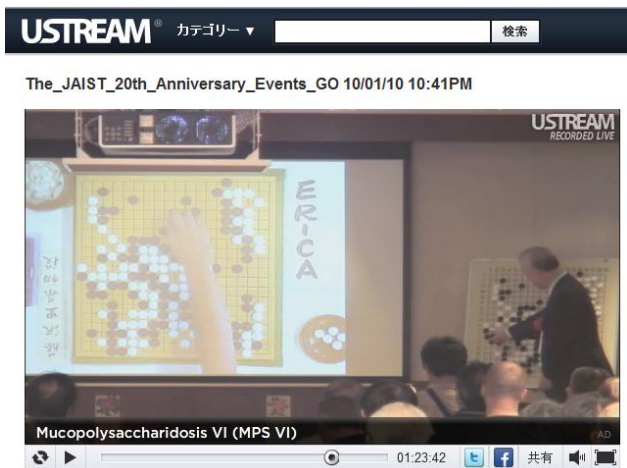 USTREAM® カテゴリー ▼ 検索
The_JAIST_20th_Anniversary_Events_GO 10/01/10 10:41PM
USTREAM
RECORDED LIVE
ERICA
Mucopolysaccharidosis VI (MPS VI)
AD
01:23:42 共有